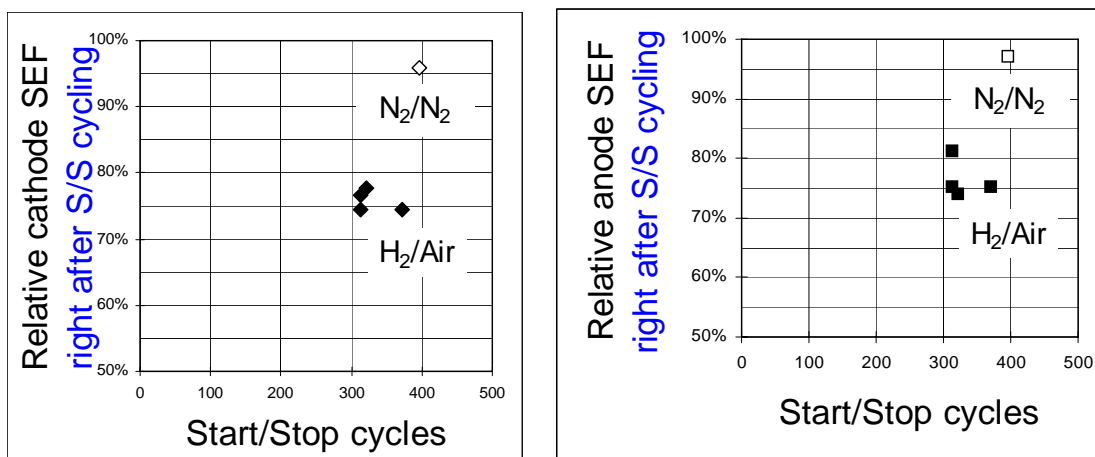 Relative cathode SEF
right after S/S cycling
100%
90%
80%
70%
60%
50%
0 100 200 300 400 500
N₂/N₂
H₂/Air
Start/Stop cycles
Relative anode SEF
right after S/S cycling
100%
90%
80%
70%
60%
50%
0 100 200 300 400 500
N₂/N₂
H₂/Air
Start/Stop cycles